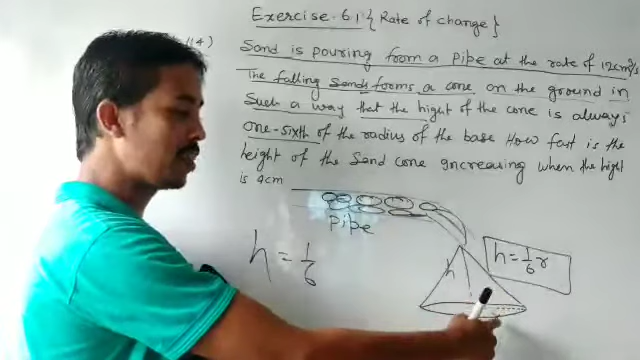 Exercise-6.1 {Rate of change}
14)
Sand is pouring from a pipe at the rate of 12cm³/s
The falling Sands forms a cone on the ground in
Such a way that the hight of the cone is always
one-sixth of the radius of the base How fast is the
height of the Sand cone increasing when the hight
is 4cm
pipe
h = 1/6
h
h = 1/6 r